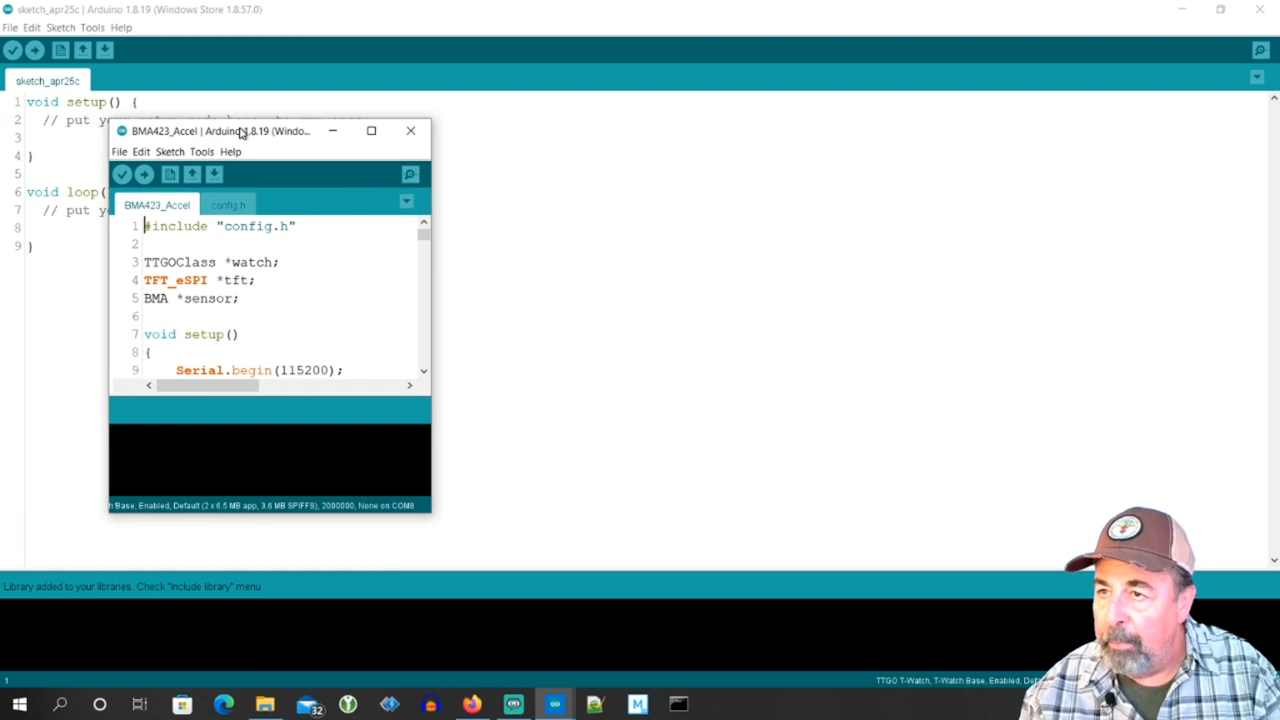 sketch_apr25c | Arduino 1.8.19 (Windows Store 1.8.57.0)
File Edit Sketch Tools Help
sketch_apr25c
1 void setup() {
2 // put your
3
4 }
5
6 void loop(
7 // put yo
8
9 }
BMA423_Accel | Arduino 1.8.19 (Windo...
File Edit Sketch Tools Help
BMA423_Accel config.h
1 #include "config.h"
2
3 TTGOClass *watch;
4 TFT_eSPI *tft;
5 BMA *sensor;
6
7 void setup()
8 {
9 Serial.begin(115200);
h Base, Enabled, Default (2 x 6.5 MB app, 3.6 MB SPIFFS), 2000000, None on COM8
Library added to your libraries. Check "Include library" menu
1 TTGO T-Watch, T-Watch Base, Enabled, Def
32
M